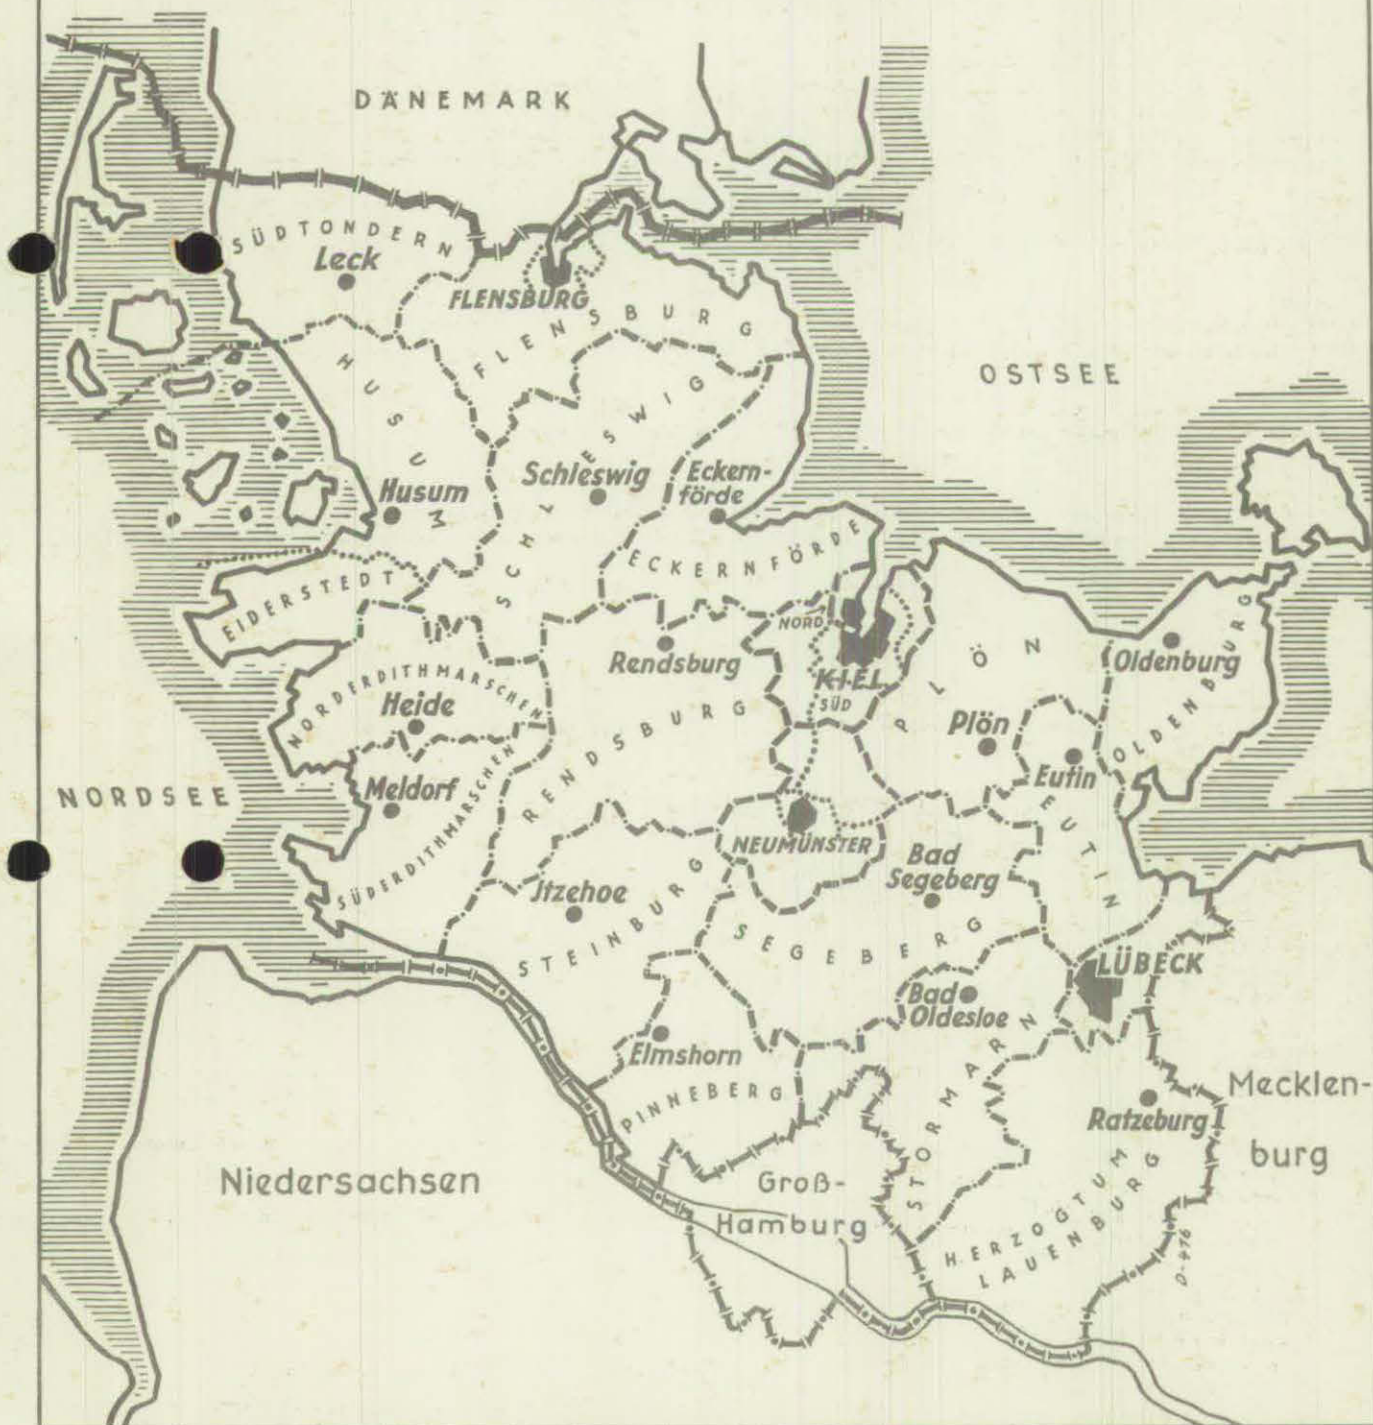 DÄNEMARK
SÜDTONDERN
Leck
FLENSBURG
FLENSBURG
HUSUM
OSTSEE
SCHLESWIG
Schleswig
Eckern-
förde
Husum
ECKERNFÖRDE
EIDERSTEDT
NORD
KIEL
SÜD
Rendsburg
RENDSBURG
PLÖN
Plön
Oldenburg
OLDENBURG
NORDERDITHMARSCHEN
Heide
Eutin
EUTIN
NORDSEE
Meldorf
SÜDERDITHMARSCHEN
NEUMÜNSTER
Bad
Segeberg
Itzehoe
STEINBURG
SEGEBERG
LÜBECK
Bad
Oldesloe
Elmshorn
PINNEBERG
STORMARN
Ratzeburg
Mecklen-
burg
Niedersachsen
Groß-
Hamburg
HERZOGTUM
LAUENBURG
D-476